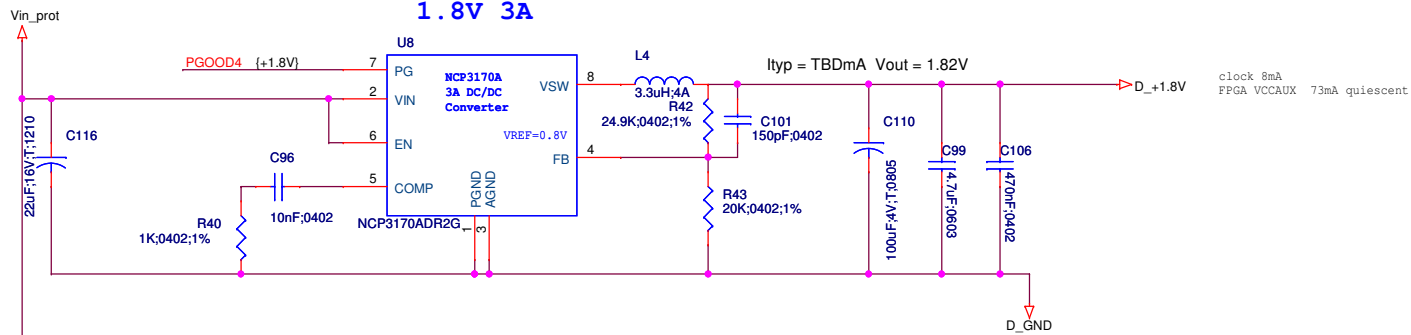 1.8V 3A
Vin_prot
U8
L4
PGOOD4 {+1.8V}
7
PG
NCP3170A
3A DC/DC
Converter
VSW
8
3.3uH;4A
Ityp = TBDmA Vout = 1.82V
D_+1.8V
clock 8mA
FPGA VCCAUX 73mA quiescent
2
VIN
R42
24.9K;0402;1%
C101
150pF;0402
C116
22uF;16V;T;1210
6
EN
VREF=0.8V
FB
4
C110
100uF;4V;T;0805
C99
4.7uF;0603
C106
470nF;0402
C96
10nF;0402
5
COMP
PGND
AGND
R43
20K;0402;1%
R40
1K;0402;1%
NCP3170ADR2G
1
3
D_GND